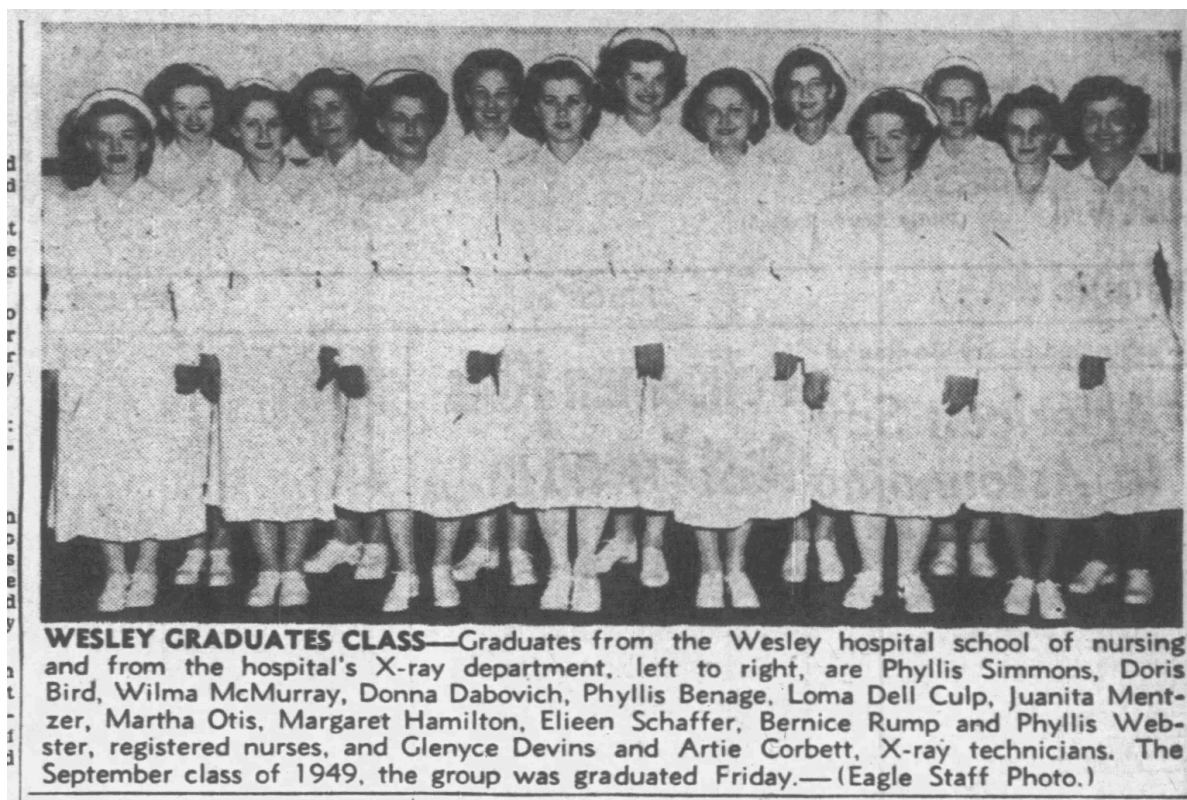 WESLEY GRADUATES CLASS—Graduates from the Wesley hospital school of nursing
and from the hospital's X-ray department, left to right, are Phyllis Simmons, Doris
Bird, Wilma McMurray, Donna Dabovich, Phyllis Benage, Loma Dell Culp, Juanita Ment-
zer, Martha Otis, Margaret Hamilton, Elieen Schaffer, Bernice Rump and Phyllis Web-
ster, registered nurses, and Glenyce Devins and Artie Corbett, X-ray technicians. The
September class of 1949, the group was graduated Friday.—(Eagle Staff Photo.)